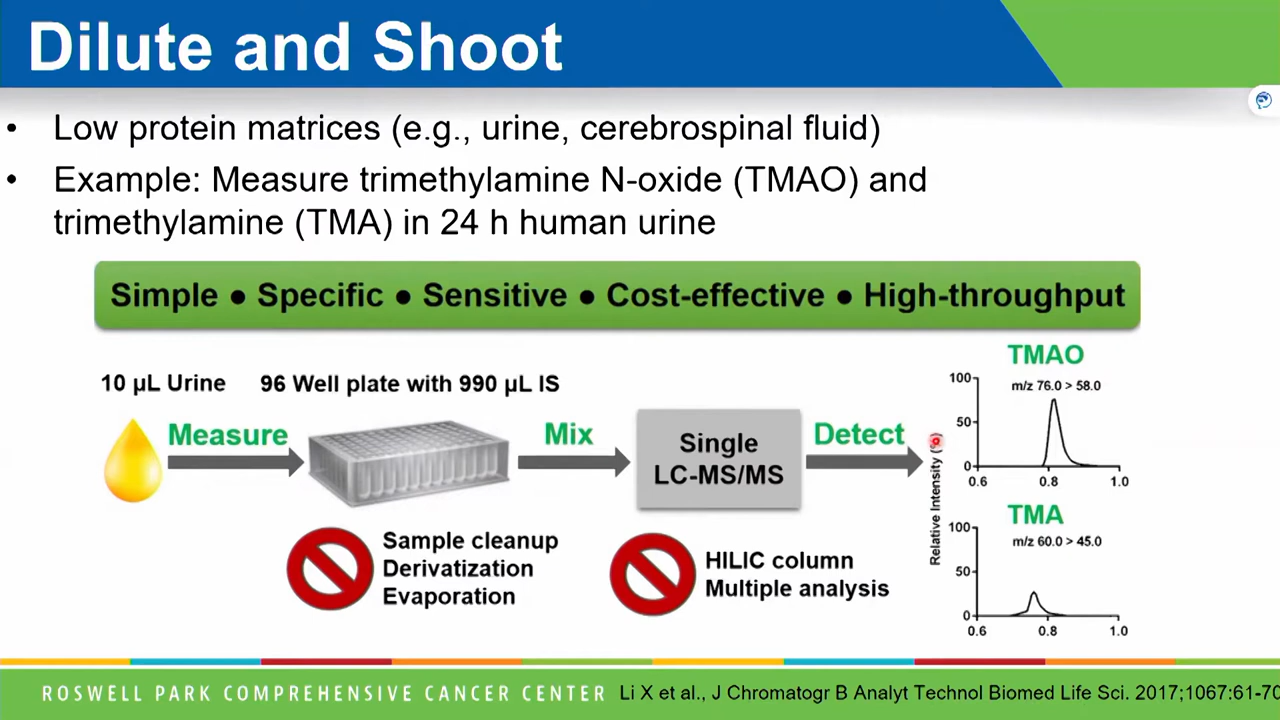 Dilute and Shoot
• Low protein matrices (e.g., urine, cerebrospinal fluid)
• Example: Measure trimethylamine N-oxide (TMAO) and
trimethylamine (TMA) in 24 h human urine
Simple ● Specific ● Sensitive ● Cost-effective ● High-throughput
10 µL Urine
96 Well plate with 990 µL IS
Measure
Mix
Single
LC-MS/MS
Detect
Sample cleanup
Derivatization
Evaporation
HILIC column
Multiple analysis
Relative Intensity
TMAO
m/z 76.0 > 58.0
100
50
0
0.6 0.8 1.0
TMA
m/z 60.0 > 45.0
100
50
0
0.6 0.8 1.0
ROSWELL PARK COMPREHENSIVE CANCER CENTER
Li X et al., J Chromatogr B Analyt Technol Biomed Life Sci. 2017;1067:61-70